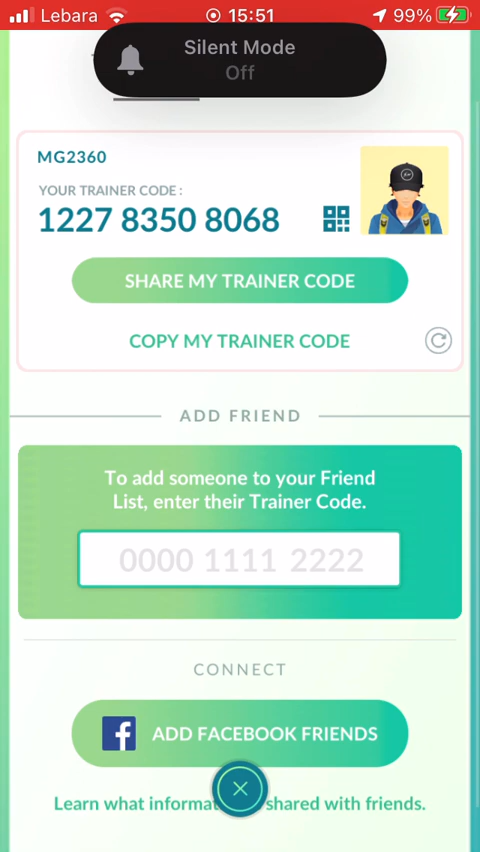 Lebara 15:51 99%
Silent Mode
Off
MG2360
YOUR TRAINER CODE :
1227 8350 8068
SHARE MY TRAINER CODE
COPY MY TRAINER CODE
ADD FRIEND
To add someone to your Friend
List, enter their Trainer Code.
0000 1111 2222
CONNECT
ADD FACEBOOK FRIENDS
Learn what shared with friends.